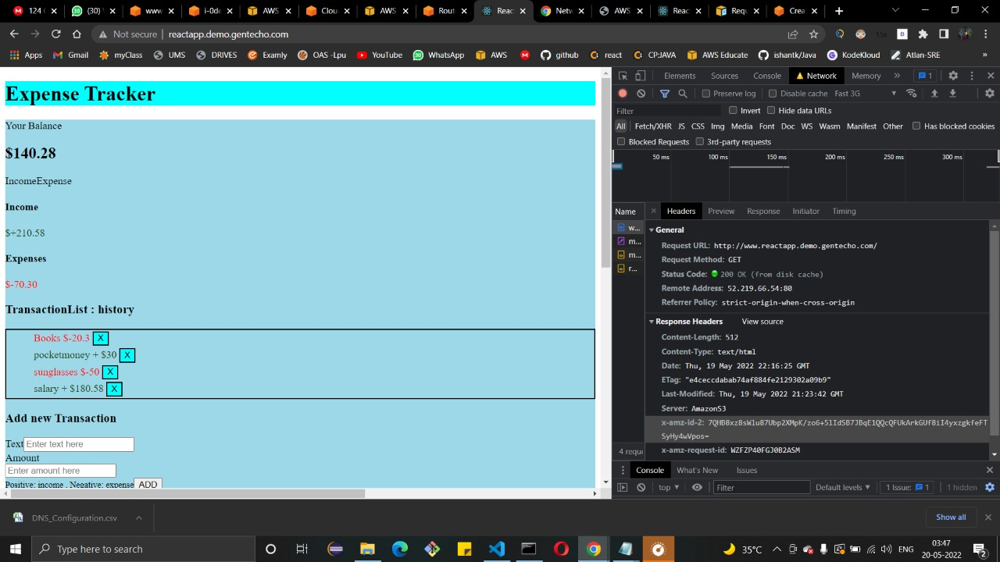 124 (
(30) \
www
i-0de
AWS
Clou
AWS
Rout
Reac
Netw
AWS
Reac
Requ
Crea
Not secure | reactapp.demo.gentecho.com
1.5x
Apps
Gmail
myClass
UMS
DRIVES
Examly
OAS -Lpu
YouTube
WhatsApp
AWS
github
react
CPJAVA
AWS Educate
ishantk/Java
KodeKloud
Atlan-SRE
»
Expense Tracker
Your Balance
$140.28
IncomeExpense
Income
$+210.58
Expenses
$-70.30
TransactionList : history
Books $-20.3 X
pocketmoney + $30 X
sunglasses $-50 X
salary + $180.58 X
Add new Transaction
Text Enter text here
Amount
Enter amount here
Positive: income , Negative: expense ADD
Elements Sources Console Network Memory » 1
Preserve log Disable cache Fast 3G
Filter Invert Hide data URLs
All Fetch/XHR JS CSS Img Media Font Doc WS Wasm Manifest Other Has blocked cookies
Blocked Requests 3rd-party requests
50 ms 100 ms 150 ms 200 ms 250 ms 300 ms
Name
w...
m...
m...
r...
4 reque
Headers Preview Response Initiator Timing
General
Request URL: http://www.reactapp.demo.gentecho.com/
Request Method: GET
Status Code: 200 OK (from disk cache)
Remote Address: 52.219.66.54:80
Referrer Policy: strict-origin-when-cross-origin
Response Headers View source
Content-Length: 512
Content-Type: text/html
Date: Thu, 19 May 2022 22:16:25 GMT
ETag: "e4ceccdabab74af884fe2129302a09b9"
Last-Modified: Thu, 19 May 2022 21:23:42 GMT
Server: AmazonS3
x-amz-id-2: 7QHB8xz8sWlu87Ubp2XMpK/zo6+5lId5B7JBqE1QQcQFUkArkGUf8iI4yxzgkfeFT
SyHy4wVpos=
x-amz-request-id: WZFZP40FGJ0B2ASM
Console What's New Issues
top Filter Default levels 1 Issue: 1 1 hidden
DNS_Configuration.csv
Show all
Type here to search
35°C
ENG
03:47
20-05-2022
2